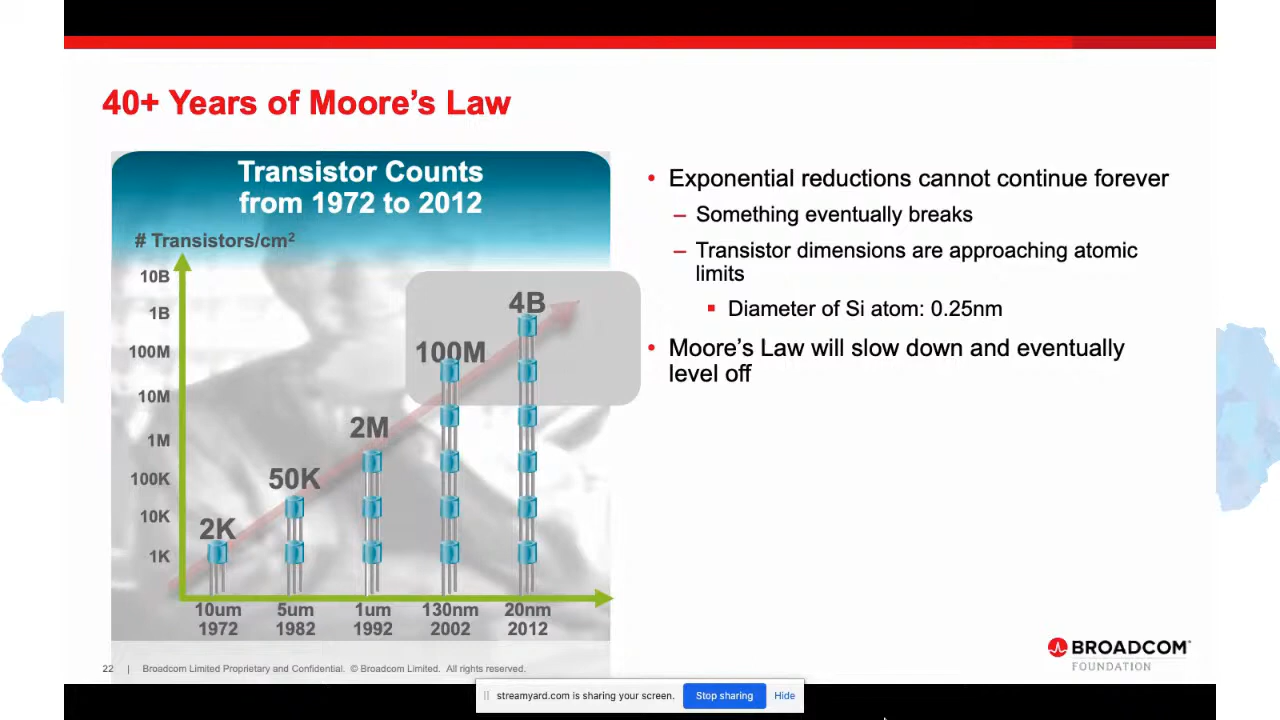 40+ Years of Moore's Law
Transistor Counts
from 1972 to 2012
# Transistors/cm²
10B
1B
100M
10M
1M
100K
10K
1K
2K
50K
2M
100M
4B
10um
1972
5um
1982
1um
1992
130nm
2002
20nm
2012
• Exponential reductions cannot continue forever
– Something eventually breaks
– Transistor dimensions are approaching atomic
limits
▪ Diameter of Si atom: 0.25nm
• Moore's Law will slow down and eventually
level off
22 | Broadcom Limited Proprietary and Confidential. © Broadcom Limited. All rights reserved.
BROADCOM
FOUNDATION
streamyard.com is sharing your screen. Stop sharing Hide